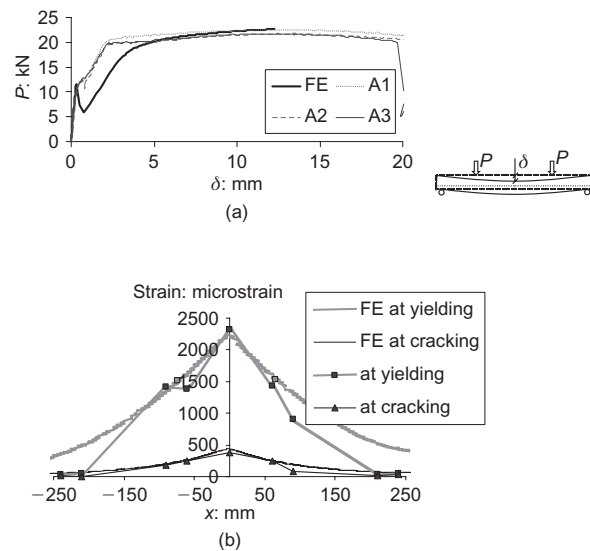 25
20
15
10
5
0
P: kN
FE
A1
A2
A3
0
5
10
15
20
δ: mm
(a)
P
δ
P
Strain: microstrain
2500
2000
1500
1000
500
0
−250
−150
−50
50
150
250
x: mm
FE at yielding
FE at cracking
at yielding
at cracking
(b)